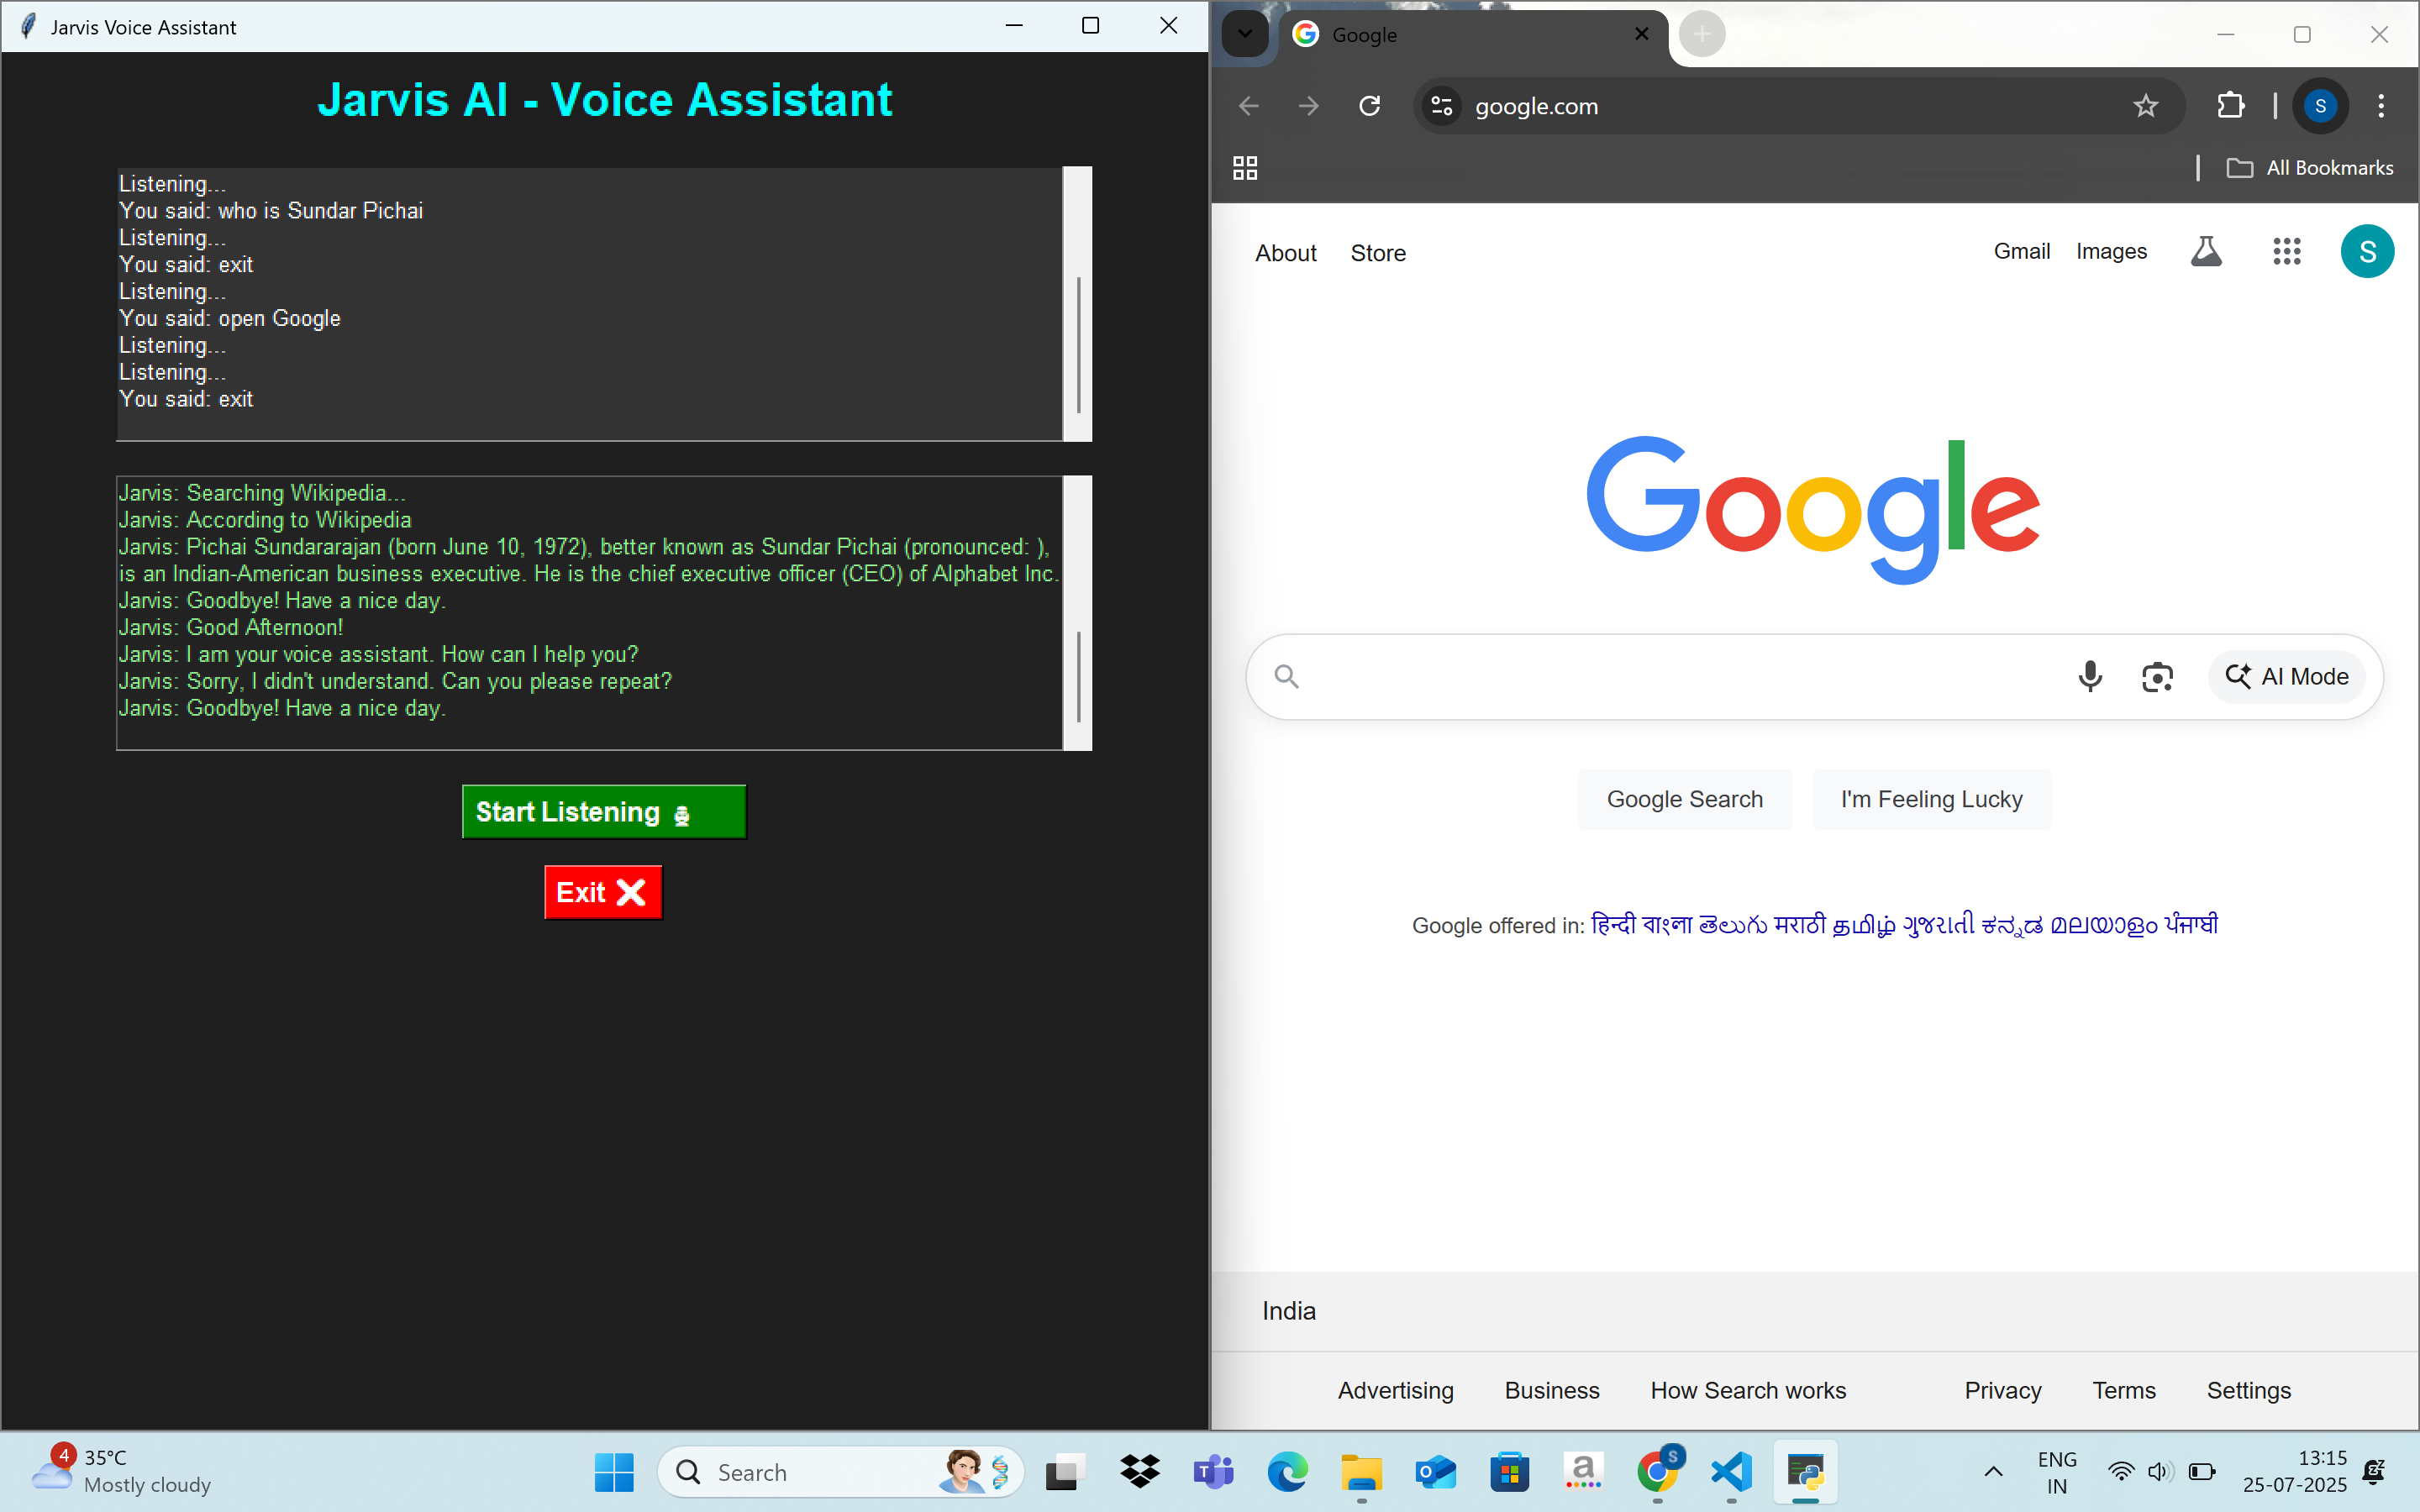 Jarvis Voice Assistant
Jarvis AI - Voice Assistant
Listening...
You said: who is Sundar Pichai
Listening...
You said: exit
Listening...
You said: open Google
Listening...
Listening...
You said: exit
Jarvis: Searching Wikipedia...
Jarvis: According to Wikipedia
Jarvis: Pichai Sundararajan (born June 10, 1972), better known as Sundar Pichai (pronounced: ),
is an Indian-American business executive. He is the chief executive officer (CEO) of Alphabet Inc.
Jarvis: Goodbye! Have a nice day.
Jarvis: Good Afternoon!
Jarvis: I am your voice assistant. How can I help you?
Jarvis: Sorry, I didn't understand. Can you please repeat?
Jarvis: Goodbye! Have a nice day.
Start Listening
Exit
Google
google.com
S
All Bookmarks
About Store
Gmail Images
S
Google
AI Mode
Google Search I'm Feeling Lucky
Google offered in: हिन्दी বাংলা తెలుగు मराठी தமிழ் ગુજરાતી ಕನ್ನಡ മലയാളം ਪੰਜਾਬੀ
India
Advertising Business How Search works Privacy Terms Settings
4
35°C
Mostly cloudy
Search
T
O
a
S
ENG
IN
13:15
25-07-2025